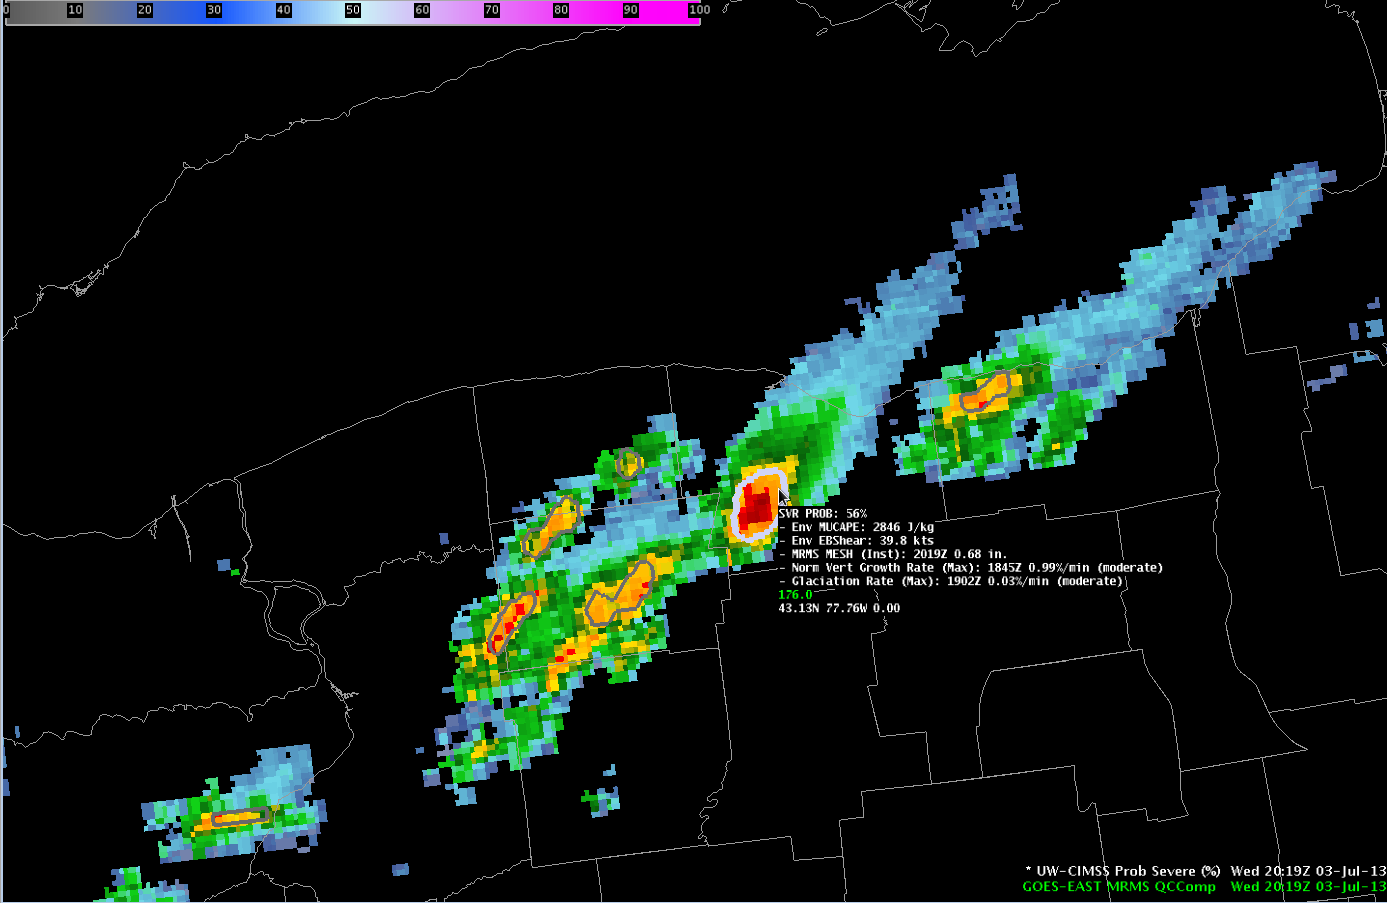 0 10 20 30 40 50 60 70 80 90 100
SVR PROB: 56%
- Env MUCAPE: 2846 J/kg
- Env EBShear: 39.8 kts
- MRMS MESH (Inst): 2019Z 0.68 in.
- Norm Vert Growth Rate (Max): 1845Z 0.99%/min (moderate)
- Glaciation Rate (Max): 1902Z 0.03%/min (moderate)
176.0
43.13N 77.76W 0.00
* UW-CIMSS Prob Severe (%) Wed 20:19Z 03-Jul-13
GOES-EAST MRMS QCComp Wed 20:19Z 03-Jul-13